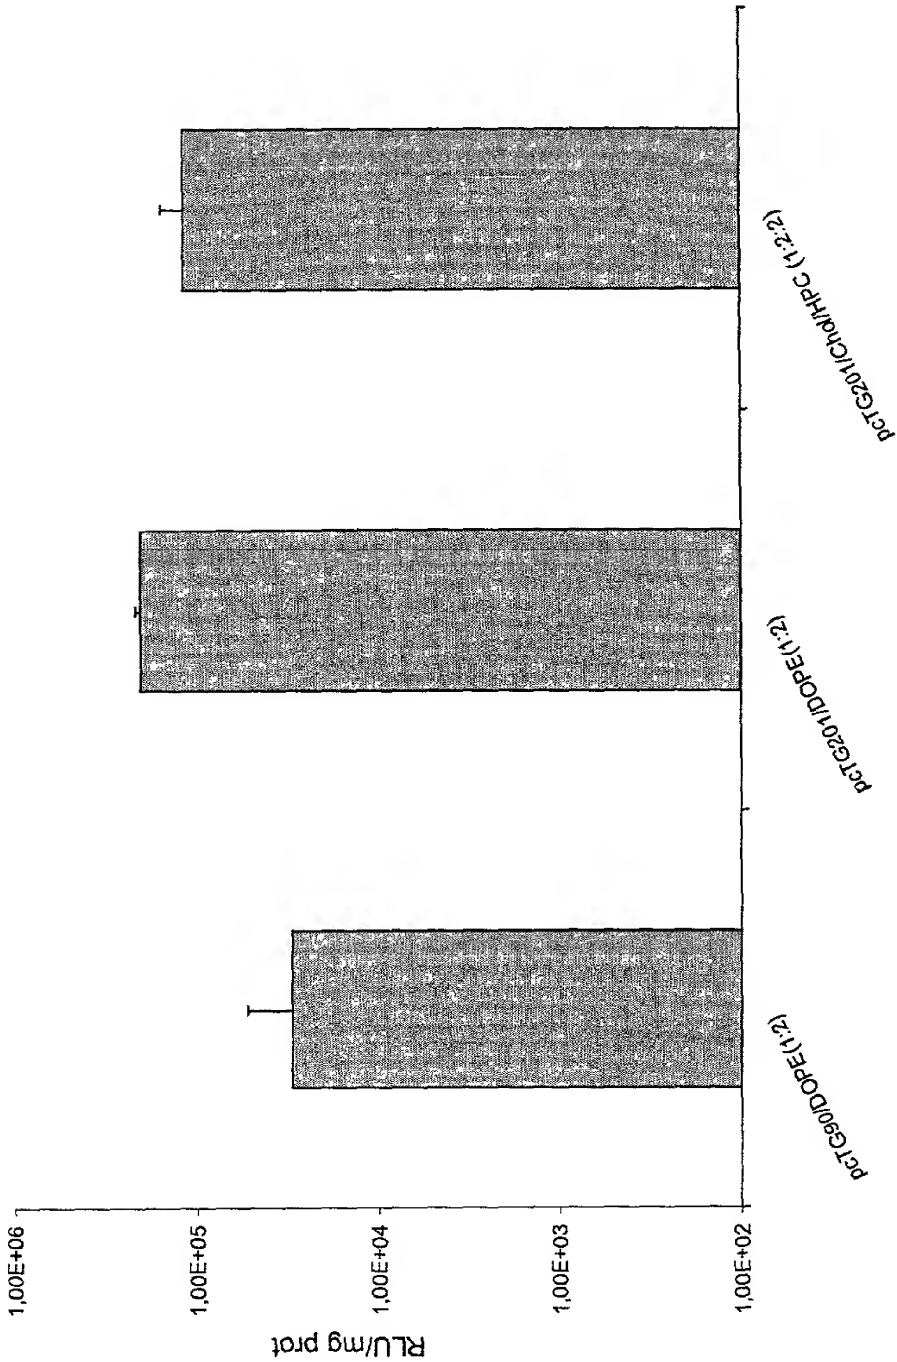 RLU/mg prot
1,00E+06
1,00E+05
1,00E+04
1,00E+03
1,00E+02
pcTG90/DOPE(1:2)
pcTG201/DOPE(1:2)
pcTG201/Chol/HPC (1:2:2)